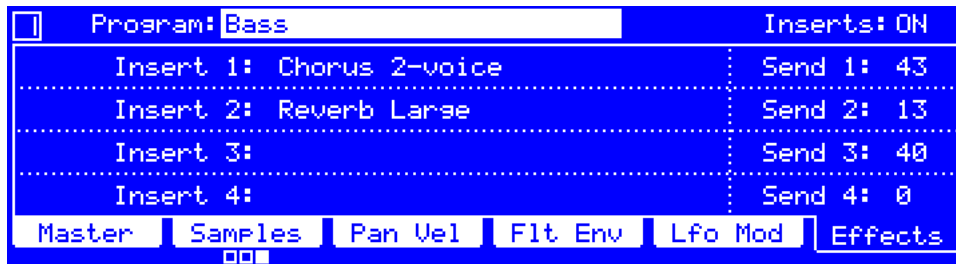 Program: Bass Inserts: ON
Insert 1: Chorus 2-voice Send 1: 43
Insert 2: Reverb Large Send 2: 13
Insert 3: Send 3: 40
Insert 4: Send 4: 0
Master Samples Pan Vel Flt Env Lfo Mod Effects